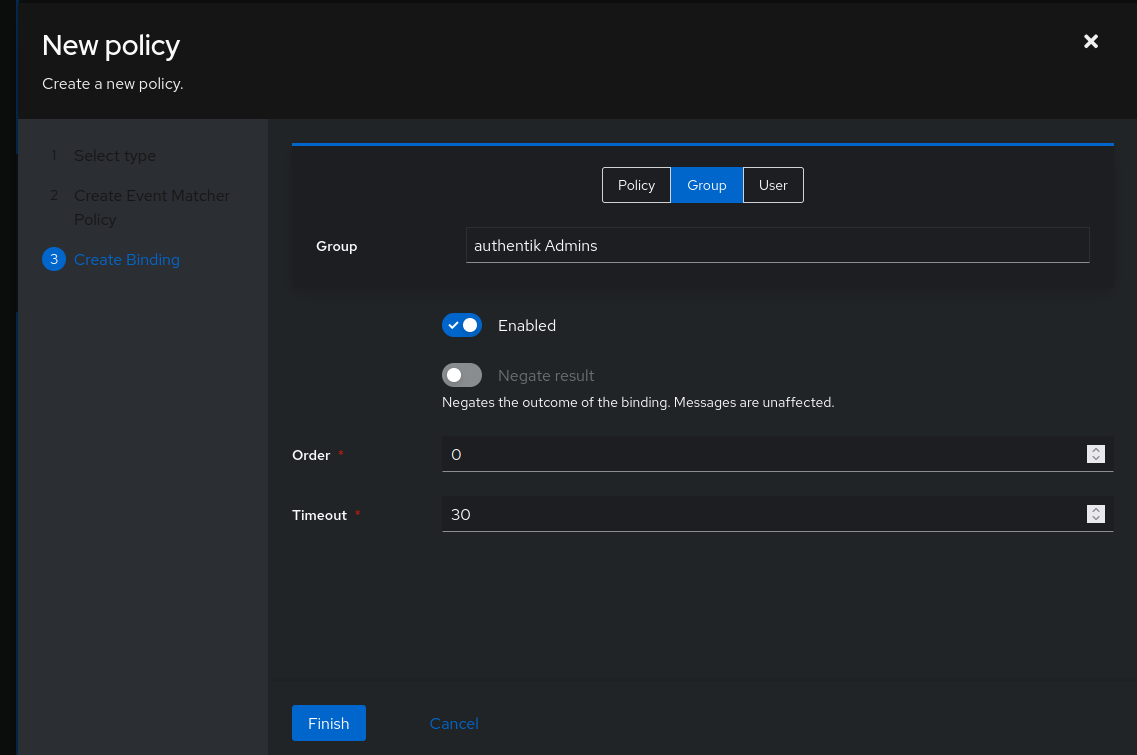 New policy
Create a new policy.
1 Select type
2 Create Event Matcher
Policy
3 Create Binding
Policy Group User
Group authentik Admins
Enabled
Negate result
Negates the outcome of the binding. Messages are unaffected.
Order * 0
Timeout * 30
Finish Cancel